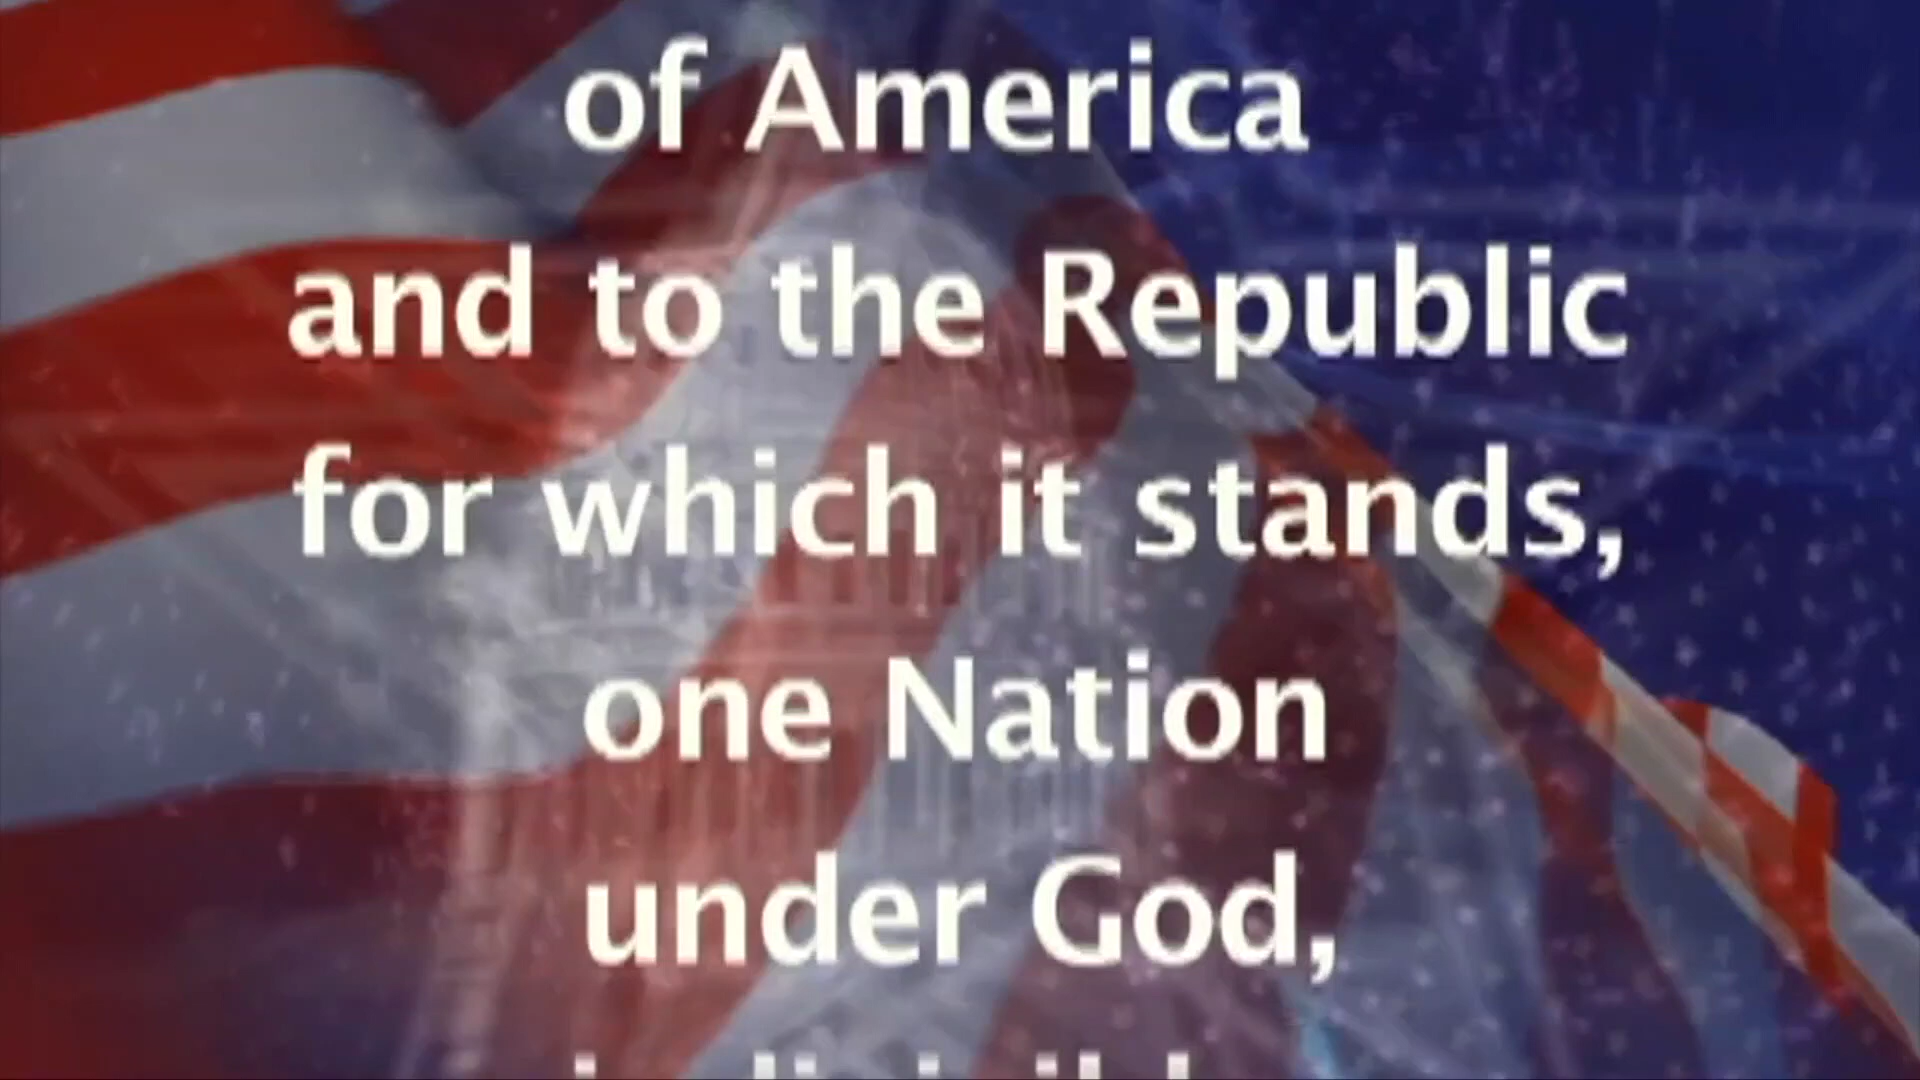 of America
and to the Republic
for which it stands,
one Nation
under God,